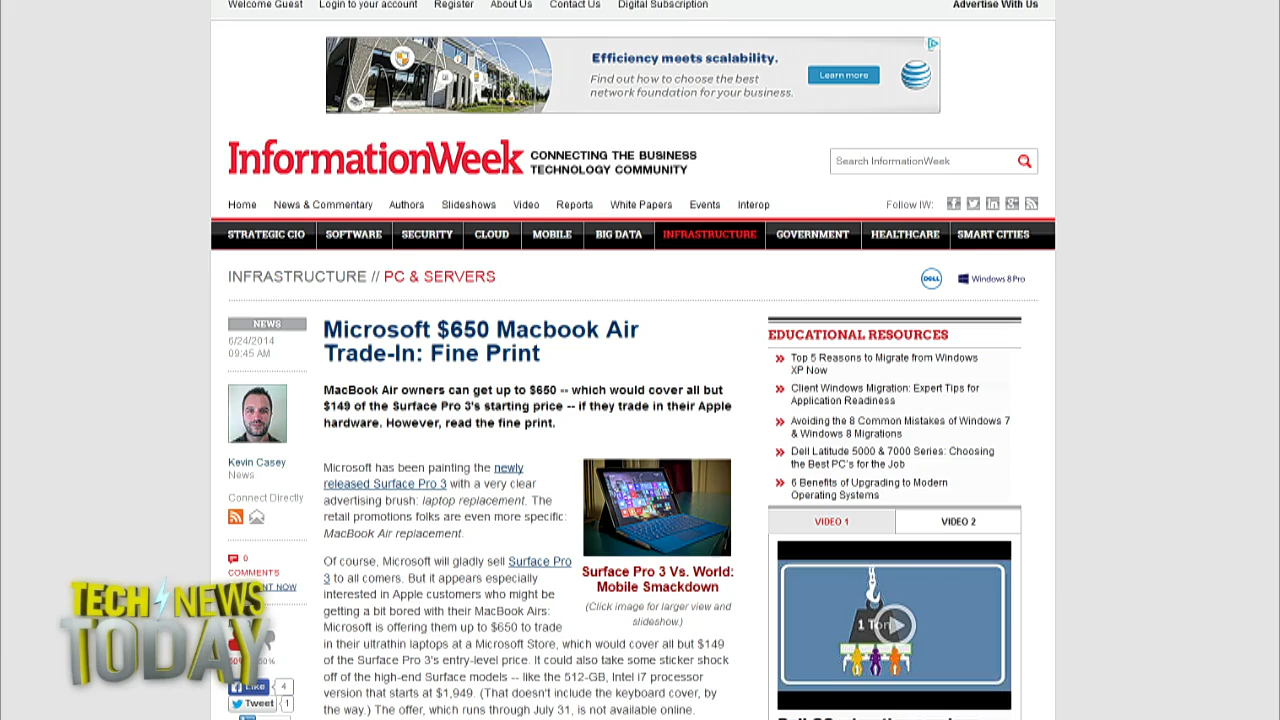 Welcome Guest Login to your account Register About Us Contact Us Digital Subscription Advertise With Us
Efficiency meets scalability.
Find out how to choose the best
network foundation for your business.
Learn more
InformationWeek
CONNECTING THE BUSINESS
TECHNOLOGY COMMUNITY
Search InformationWeek
Home News & Commentary Authors Slideshows Video Reports White Papers Events Interop Follow IW:
STRATEGIC CIO SOFTWARE SECURITY CLOUD MOBILE BIG DATA INFRASTRUCTURE GOVERNMENT HEALTHCARE SMART CITIES
INFRASTRUCTURE // PC & SERVERS
DELL Windows 8 Pro
NEWS
6/24/2014
09:45 AM
Kevin Casey
News
Connect Directly
0
COMMENTS
NT NOW
50%
Like 4
Tweet 1
Microsoft $650 Macbook Air
Trade-In: Fine Print
MacBook Air owners can get up to $650 -- which would cover all but
$149 of the Surface Pro 3's starting price -- if they trade in their Apple
hardware. However, read the fine print.
Microsoft has been painting the newly
released Surface Pro 3 with a very clear
advertising brush: laptop replacement. The
retail promotions folks are even more specific:
MacBook Air replacement.
Of course, Microsoft will gladly sell Surface Pro
3 to all comers. But it appears especially
interested in Apple customers who might be
getting a bit bored with their MacBook Airs:
Microsoft is offering them up to $650 to trade
in their ultrathin laptops at a Microsoft Store, which would cover all but $149
of the Surface Pro 3's entry-level price. It could also take some sticker shock
off of the high-end Surface models -- like the 512-GB, Intel i7 processor
version that starts at $1,949. (That doesn't include the keyboard cover, by
the way.) The offer, which runs through July 31, is not available online.
Surface Pro 3 Vs. World:
Mobile Smackdown
(Click image for larger view and
slideshow.)
EDUCATIONAL RESOURCES
Top 5 Reasons to Migrate from Windows
XP Now
Client Windows Migration: Expert Tips for
Application Readiness
Avoiding the 8 Common Mistakes of Windows 7
& Windows 8 Migrations
Dell Latitude 5000 & 7000 Series: Choosing
the Best PC's for the Job
6 Benefits of Upgrading to Modern
Operating Systems
VIDEO 1 VIDEO 2
1 Ton
TECH NEWS
TODAY